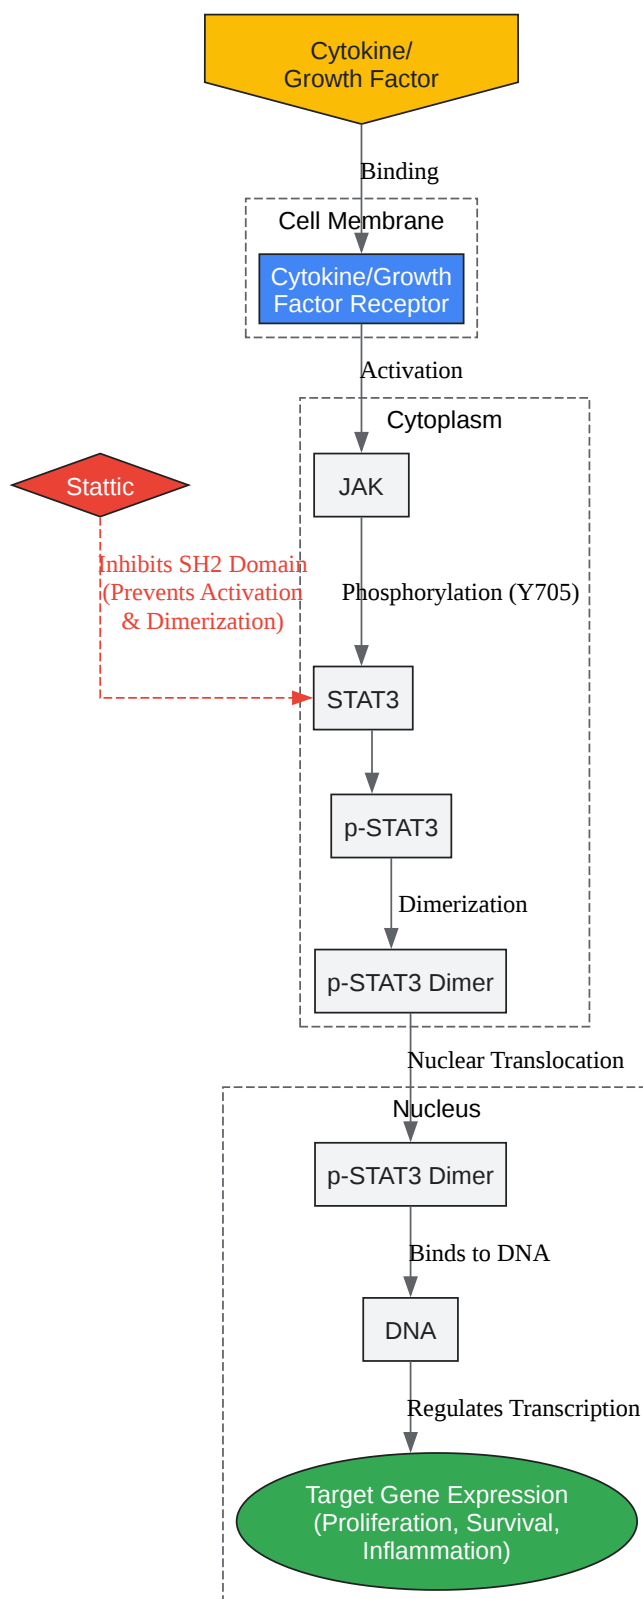 Cytokine/
Growth Factor
Binding
Cell Membrane
Cytokine/Growth
Factor Receptor
Activation
Cytoplasm
JAK
Stattic
Inhibits SH2 Domain
(Prevents Activation
& Dimerization)
Phosphorylation (Y705)
STAT3
p-STAT3
Dimerization
p-STAT3 Dimer
Nuclear Translocation
Nucleus
p-STAT3 Dimer
Binds to DNA
DNA
Regulates Transcription
Target Gene Expression
(Proliferation, Survival,
Inflammation)